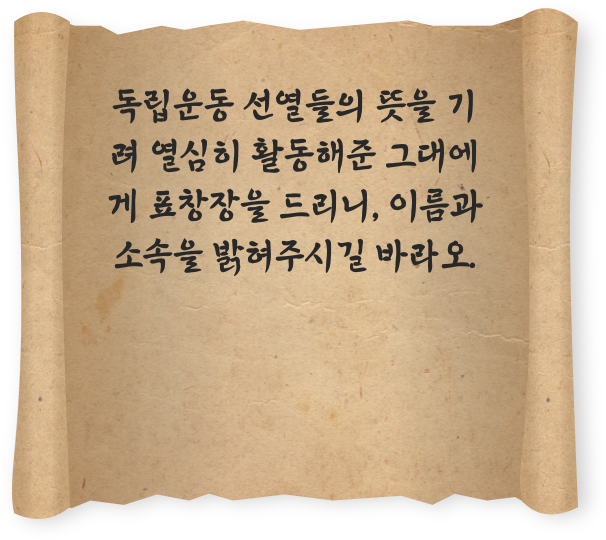 독립운동 선열들의 뜻을 기
려 열심히 활동해준 그대에
게 표창장을 드리니, 이름과
소속을 밝혀주시길 바라오.